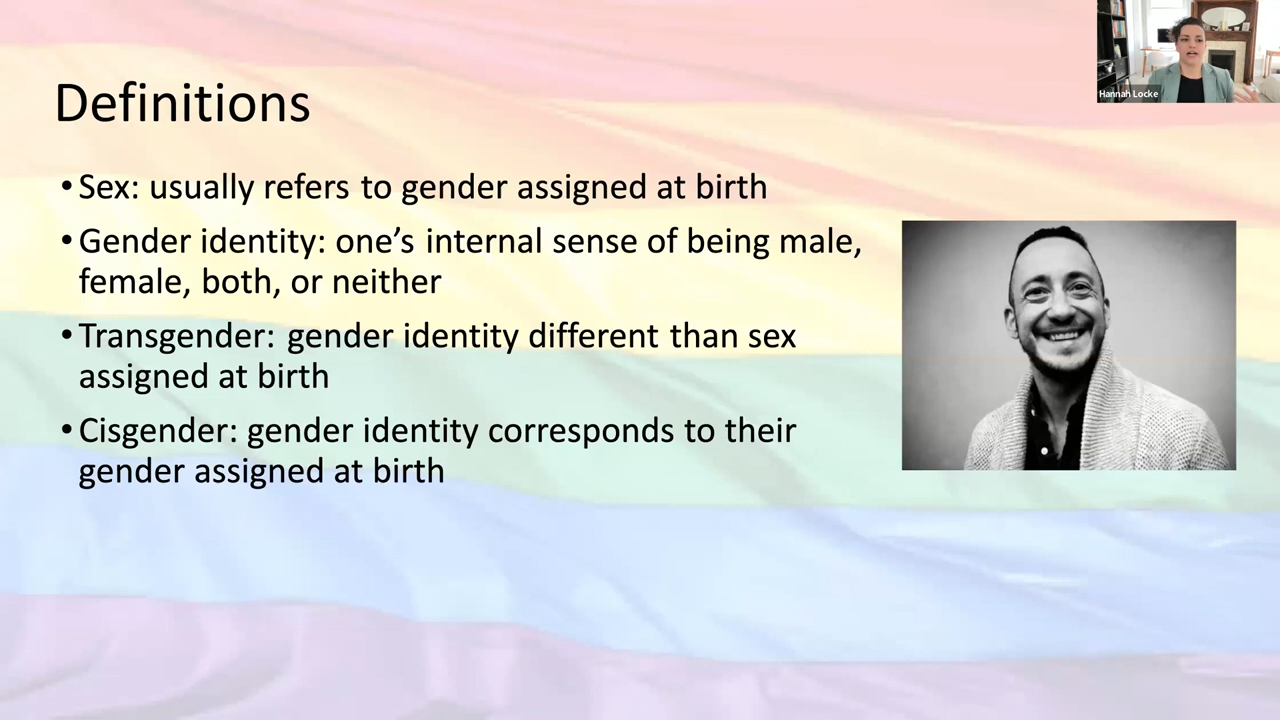 Definitions
• Sex: usually refers to gender assigned at birth
• Gender identity: one’s internal sense of being male,
female, both, or neither
• Transgender: gender identity different than sex
assigned at birth
• Cisgender: gender identity corresponds to their
gender assigned at birth
Hannah Locke